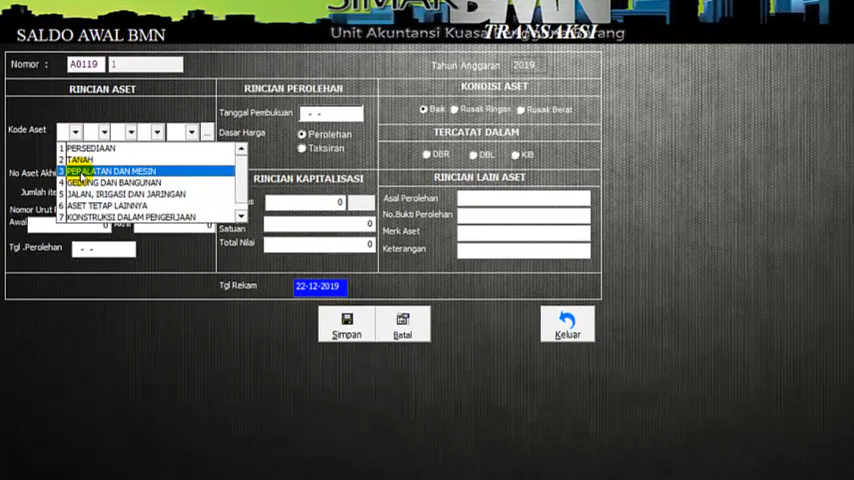 SIMAK BMN
SALDO AWAL BMN
Unit Akuntansi Kuasa
TRANSAKSI
Nomor : A0119 1
Tahun Anggaran 2019
RINCIAN ASET
RINCIAN PEROLEHAN
KONDISI ASET
Tanggal Pembukuan - -
Baik Rusak Ringan Rusak Berat
Kode Aset ...
Dasar Harga Perolehan
Taksiran
TERCATAT DALAM
DBR DBL KIB
1 PERSEDIAAN
2 TANAH
3 PERALATAN DAN MESIN
4 GEDUNG DAN BANGUNAN
5 JALAN, IRIGASI DAN JARINGAN
6 ASET TETAP LAINNYA
7 KONSTRUKSI DALAM PENGERJAAN
No Aset Akhi
Jumlah ite
Nomor Urut
Awal Akhir
Tgl .Perolehan - -
RINCIAN KAPITALISASI
0
Satuan 0
Total Nilai 0
RINCIAN LAIN ASET
Asal Perolehan
No.Bukti Perolehan
Merk Aset
Keterangan
Tgl Rekam 22-12-2019
Simpan Batal Keluar